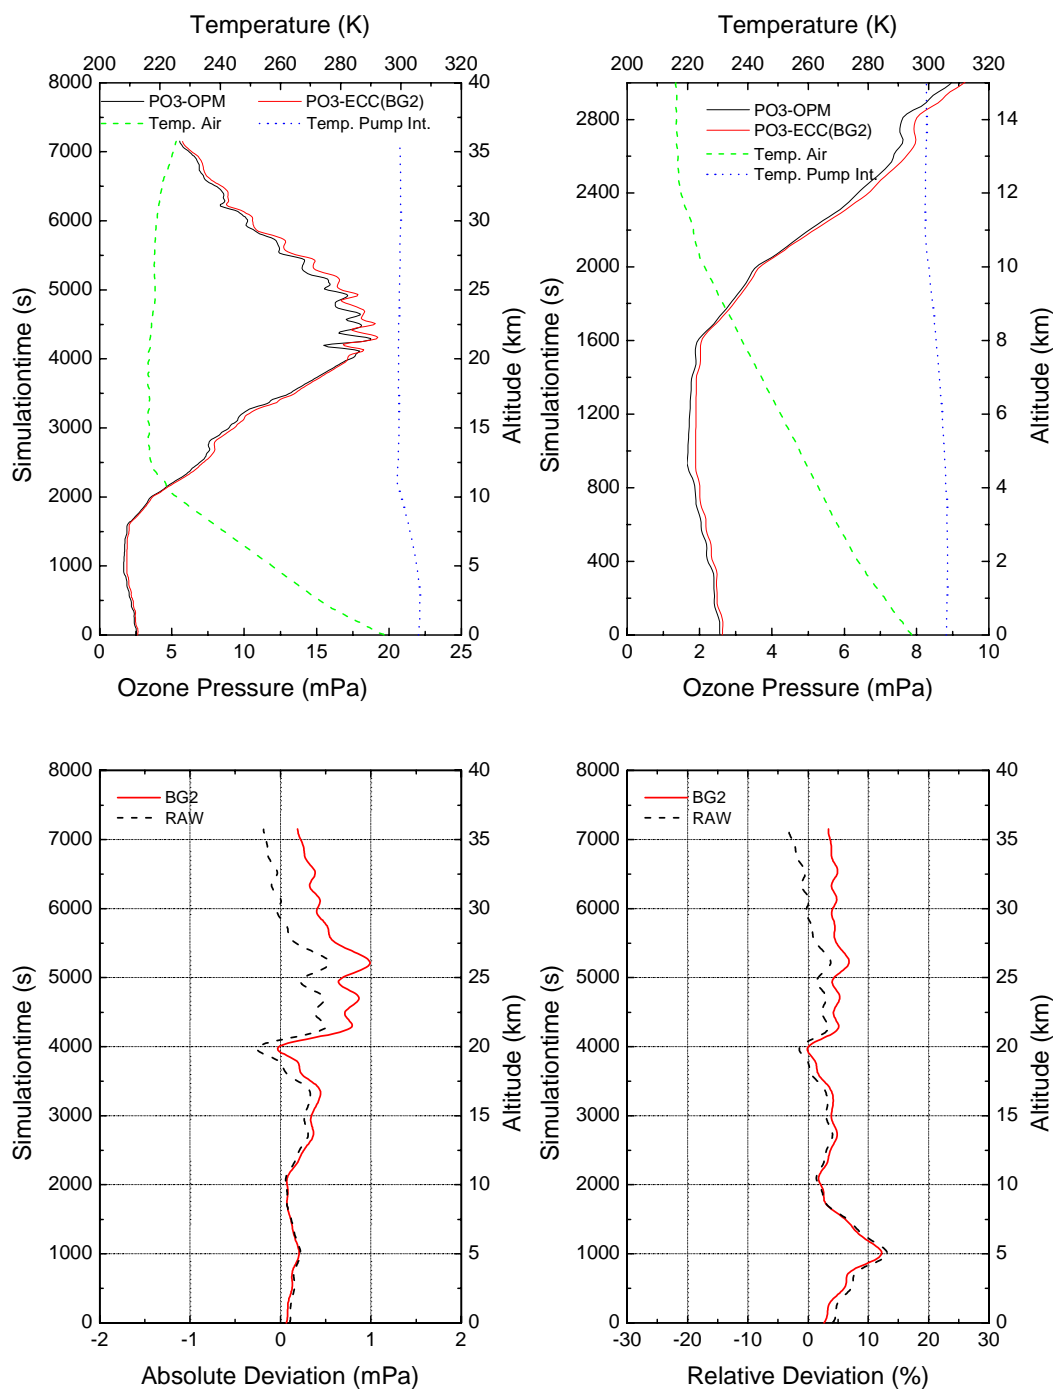 Temperature (K)
200 220 240 260 280 300 320
8000 7000 6000 5000 4000 3000 2000 1000 0
Simulationtime (s)
PO3-OPM PO3-ECC(BG2)
Temp. Air Temp. Pump Int.
40 35 30 25 20 15 10 5 0
Altitude (km)
0 5 10 15 20 25
Ozone Pressure (mPa)
Temperature (K)
200 220 240 260 280 300 320
2800 2400 2000 1600 1200 800 400 0
Simulationtime (s)
PO3-OPM
PO3-ECC(BG2)
Temp. Air
Temp. Pump Int.
14 12 10 8 6 4 2 0
Altitude (km)
0 2 4 6 8 10
Ozone Pressure (mPa)
8000 7000 6000 5000 4000 3000 2000 1000 0
Simulationtime (s)
BG2
RAW
40 35 30 25 20 15 10 5 0
Altitude (km)
-2 -1 0 1 2
Absolute Deviation (mPa)
8000 7000 6000 5000 4000 3000 2000 1000 0
Simulationtime (s)
BG2
RAW
40 35 30 25 20 15 10 5 0
Altitude (km)
-30 -20 -10 0 10 20 30
Relative Deviation (%)